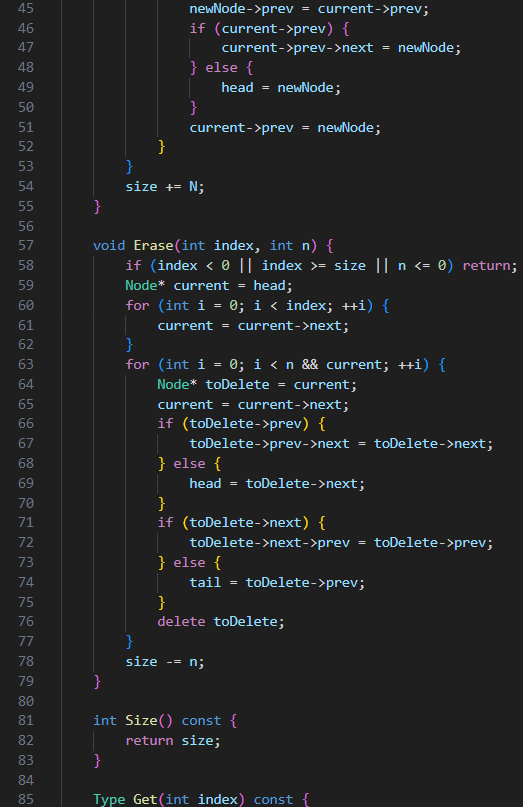 45                 newNode->prev = current->prev;
46                 if (current->prev) {
47                     current->prev->next = newNode;
48                 } else {
49                     head = newNode;
50                 }
51                 current->prev = newNode;
52             }
53         }
54         size += N;
55     }
56
57     void Erase(int index, int n) {
58         if (index < 0 || index >= size || n <= 0) return;
59         Node* current = head;
60         for (int i = 0; i < index; ++i) {
61             current = current->next;
62         }
63         for (int i = 0; i < n && current; ++i) {
64             Node* toDelete = current;
65             current = current->next;
66             if (toDelete->prev) {
67                 toDelete->prev->next = toDelete->next;
68             } else {
69                 head = toDelete->next;
70             }
71             if (toDelete->next) {
72                 toDelete->next->prev = toDelete->prev;
73             } else {
74                 tail = toDelete->prev;
75             }
76             delete toDelete;
77         }
78         size -= n;
79     }
80
81     int Size() const {
82         return size;
83     }
84
85     Type Get(int index) const {